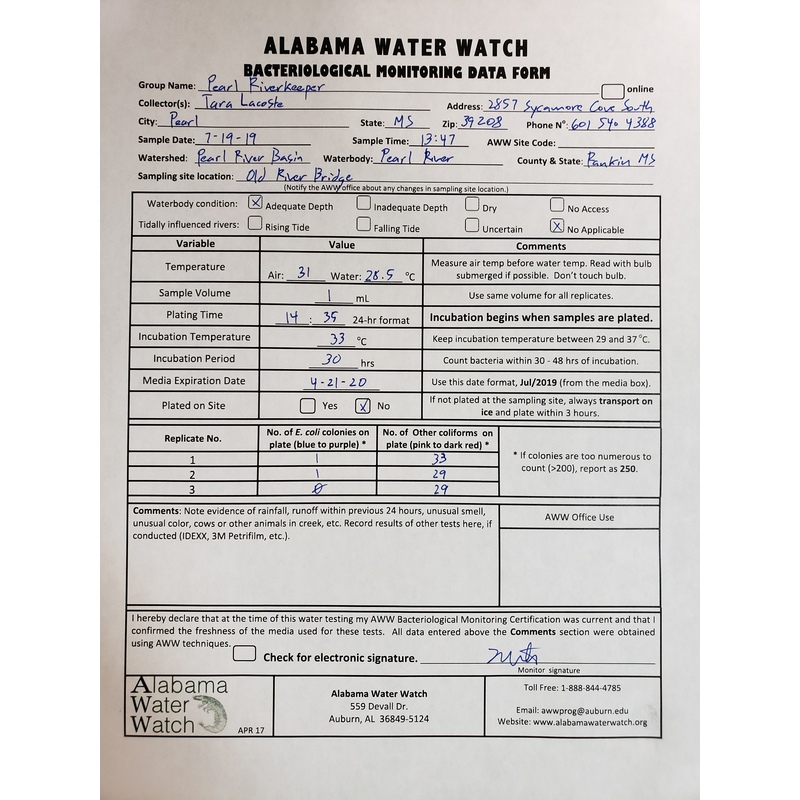 ALABAMA WATER WATCH
BACTERIOLOGICAL MONITORING DATA FORM
Group Name: Pearl Riverkeeper online
Collector(s): Tara Lacoste Address: 2857 Sycamore Cove South
City: Pearl State: MS Zip: 39208 Phone N°: 601 540 4388
Sample Date: 7-19-19 Sample Time: 13:47 AWW Site Code:
Watershed: Pearl River Basin Waterbody: Pearl River County & State: Rankin MS
Sampling site location: Old River Bridge
(Notify the AWW office about any changes in sampling site location.)
Waterbody condition: X Adequate Depth Inadequate Depth Dry No Access
Tidally influenced rivers: Rising Tide Falling Tide Uncertain X No Applicable
Variable Value Comments
Temperature Air: 31 Water: 28.5 °C Measure air temp before water temp. Read with bulb
submerged if possible. Don't touch bulb.
Sample Volume 1 mL Use same volume for all replicates.
Plating Time 14 : 35 24-hr format Incubation begins when samples are plated.
Incubation Temperature 33 °C Keep incubation temperature between 29 and 37 °C.
Incubation Period 30 hrs Count bacteria within 30 - 48 hrs of incubation.
Media Expiration Date 4-21-20 Use this date format, Jul/2019 (from the media box).
Plated on Site Yes X No If not plated at the sampling site, always transport on
ice and plate within 3 hours.
Replicate No. No. of E. coli colonies on plate (blue to purple) * No. of Other coliforms on plate (pink to dark red) *
1 1 33
2 1 29
3 0 29
* If colonies are too numerous to
count (>200), report as 250.
Comments: Note evidence of rainfall, runoff within previous 24 hours, unusual smell,
unusual color, cows or other animals in creek, etc. Record results of other tests here, if
conducted (IDEXX, 3M Petrifilm, etc.).
AWW Office Use
I hereby declare that at the time of this water testing my AWW Bacteriological Monitoring Certification was current and that I
confirmed the freshness of the media used for these tests. All data entered above the Comments section were obtained
using AWW techniques.
Check for electronic signature.
Monitor signature
Alabama
Water
Watch
APR 17
Alabama Water Watch
559 Devall Dr.
Auburn, AL 36849-5124
Toll Free: 1-888-844-4785
Email: awwprog@auburn.edu
Website: www.alabamawaterwatch.org